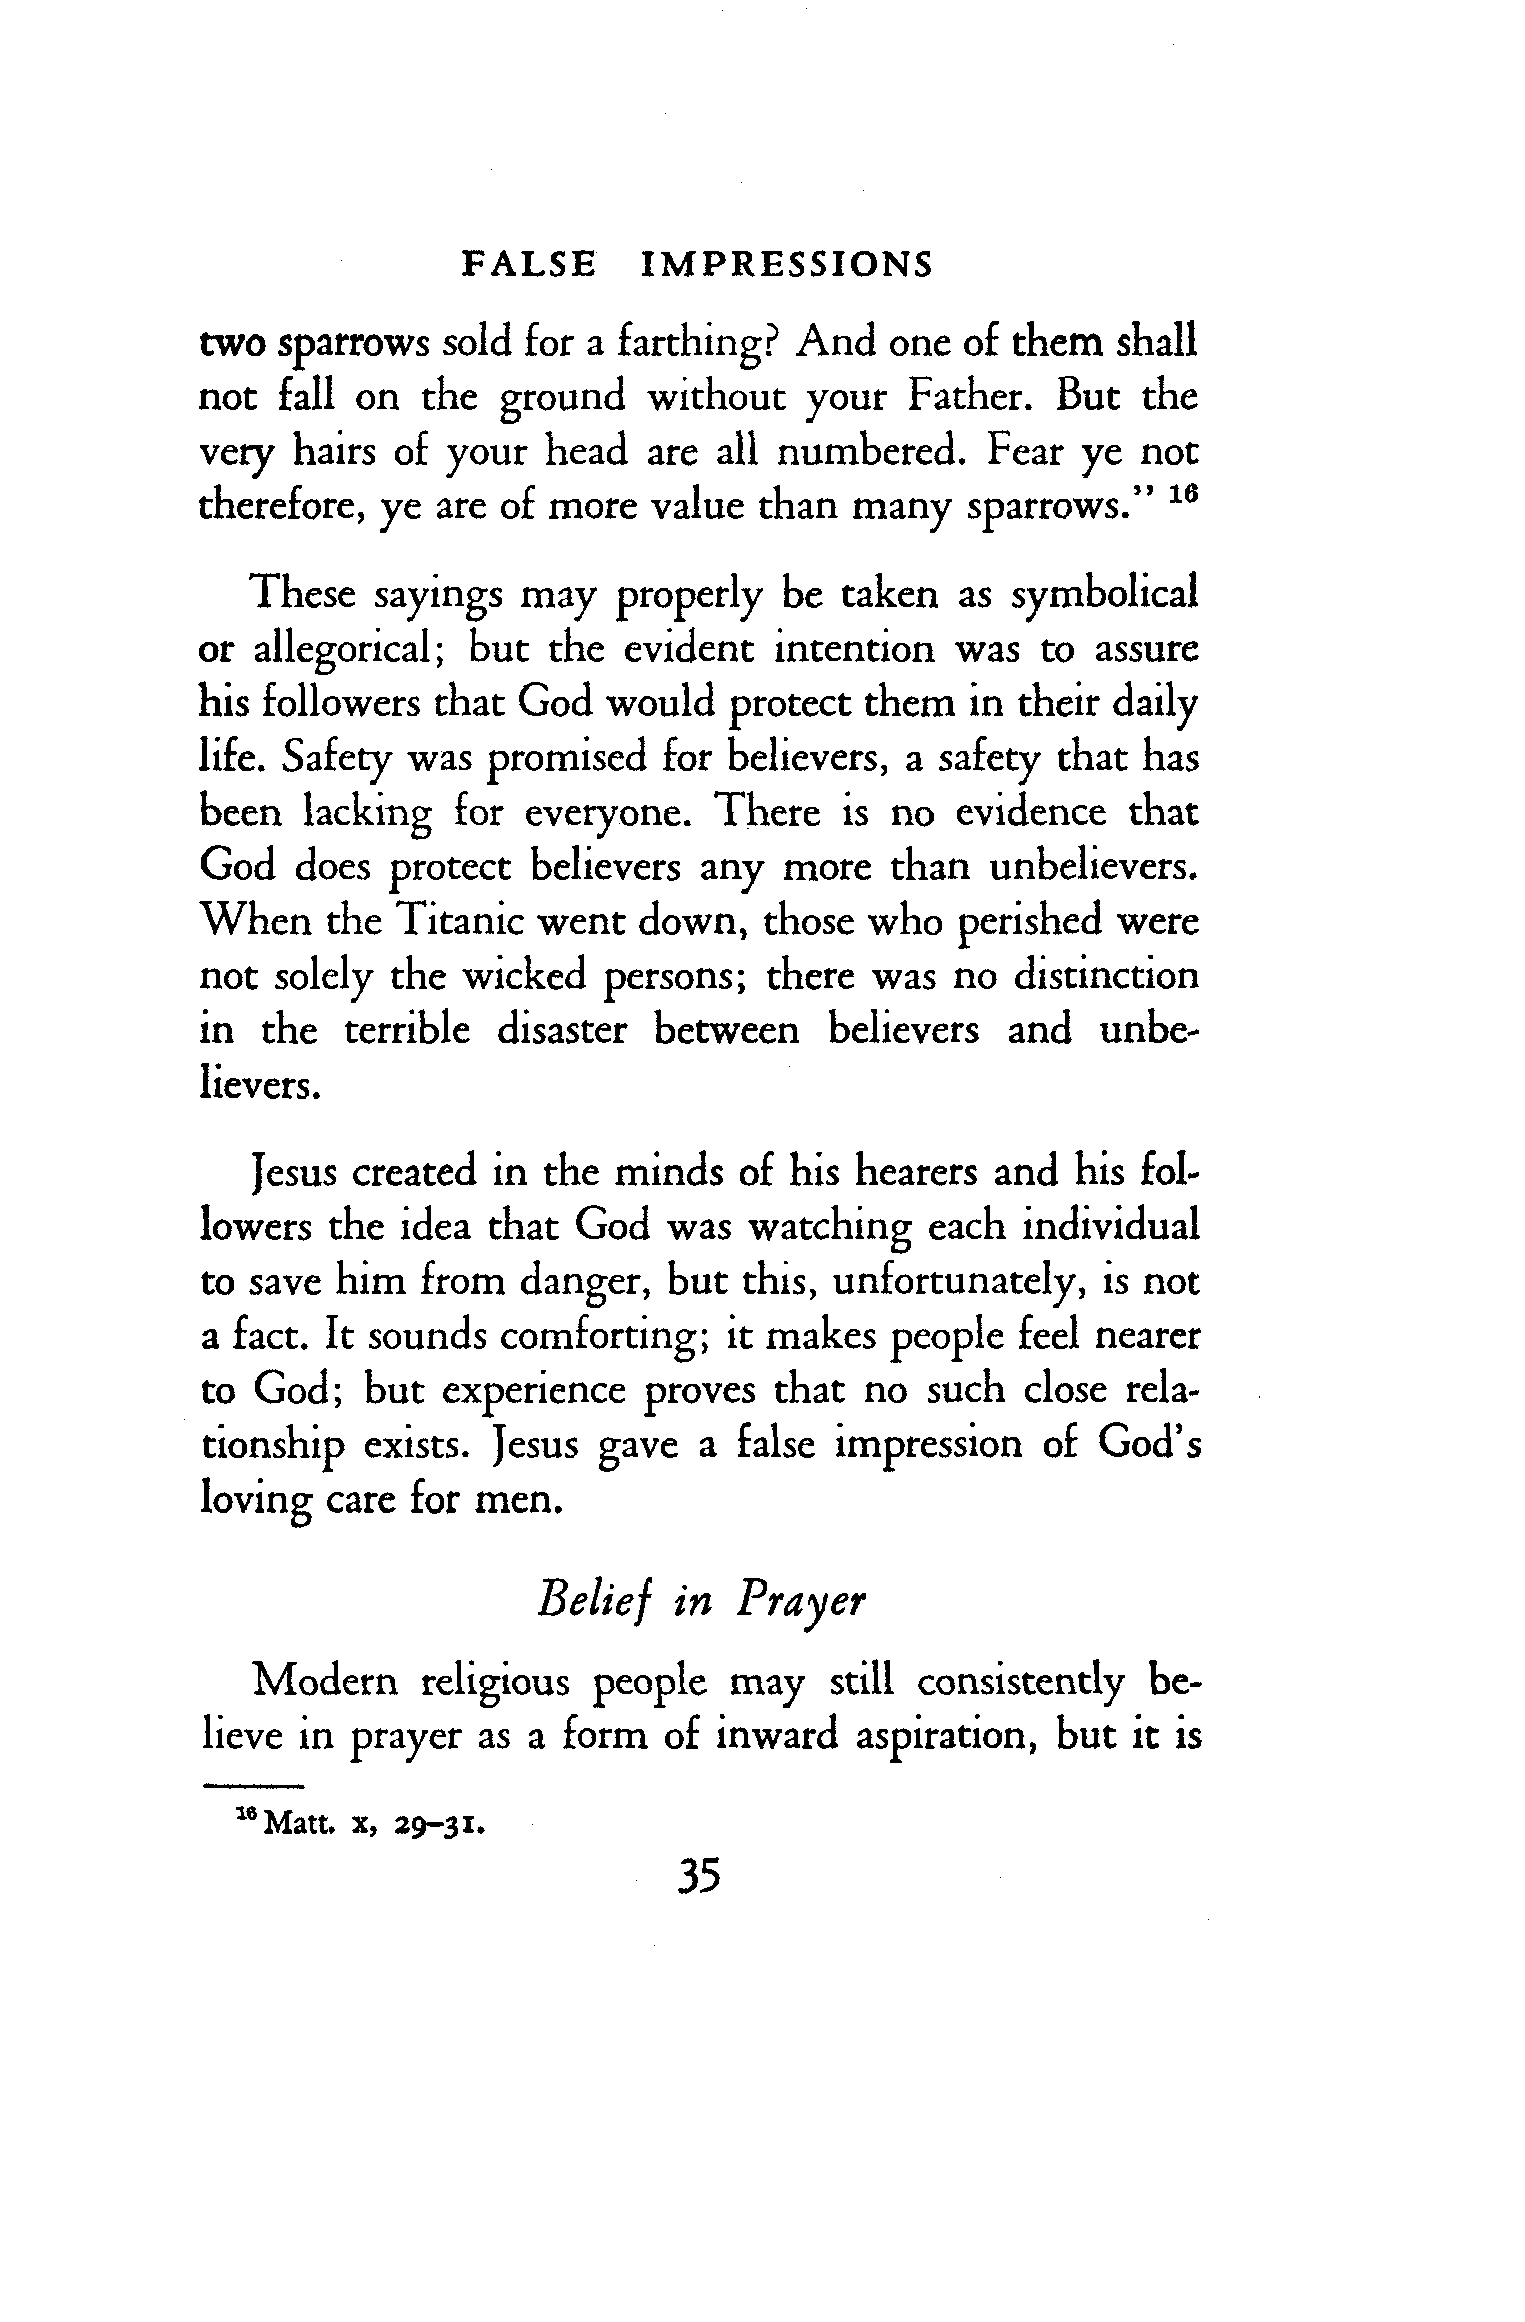 FALSE IMPRESSIONS
two sparrows sold for a farthing? And one of them shall
not fall on the ground without your Father. But the
very hairs of your head are all numbered. Fear ye not
therefore, ye are of more value than many sparrows." 16
These sayings may properly be taken as symbolical
or allegorical; but the evident intention was to assure
his followers that God would protect them in their daily
life. Safety was promised for believers, a safety that has
been lacking for everyone. There is no evidence that
God does protect believers any more than unbelievers.
When the Titanic went down, those who perished were
not solely the wicked persons; there was no distinction
in the terrible disaster between believers and unbe-
lievers.
Jesus created in the minds of his hearers and his fol-
lowers the idea that God was watching each individual
to save him from danger, but this, unfortunately, is not
a fact. It sounds comforting; it makes people feel nearer
to God; but experience proves that no such close rela-
tionship exists. Jesus gave a false impression of God's
loving care for men.
Belief in Prayer
Modern religious people may still consistently be-
lieve in prayer as a form of inward aspiration, but it is
16 Matt. x, 29–31.
35